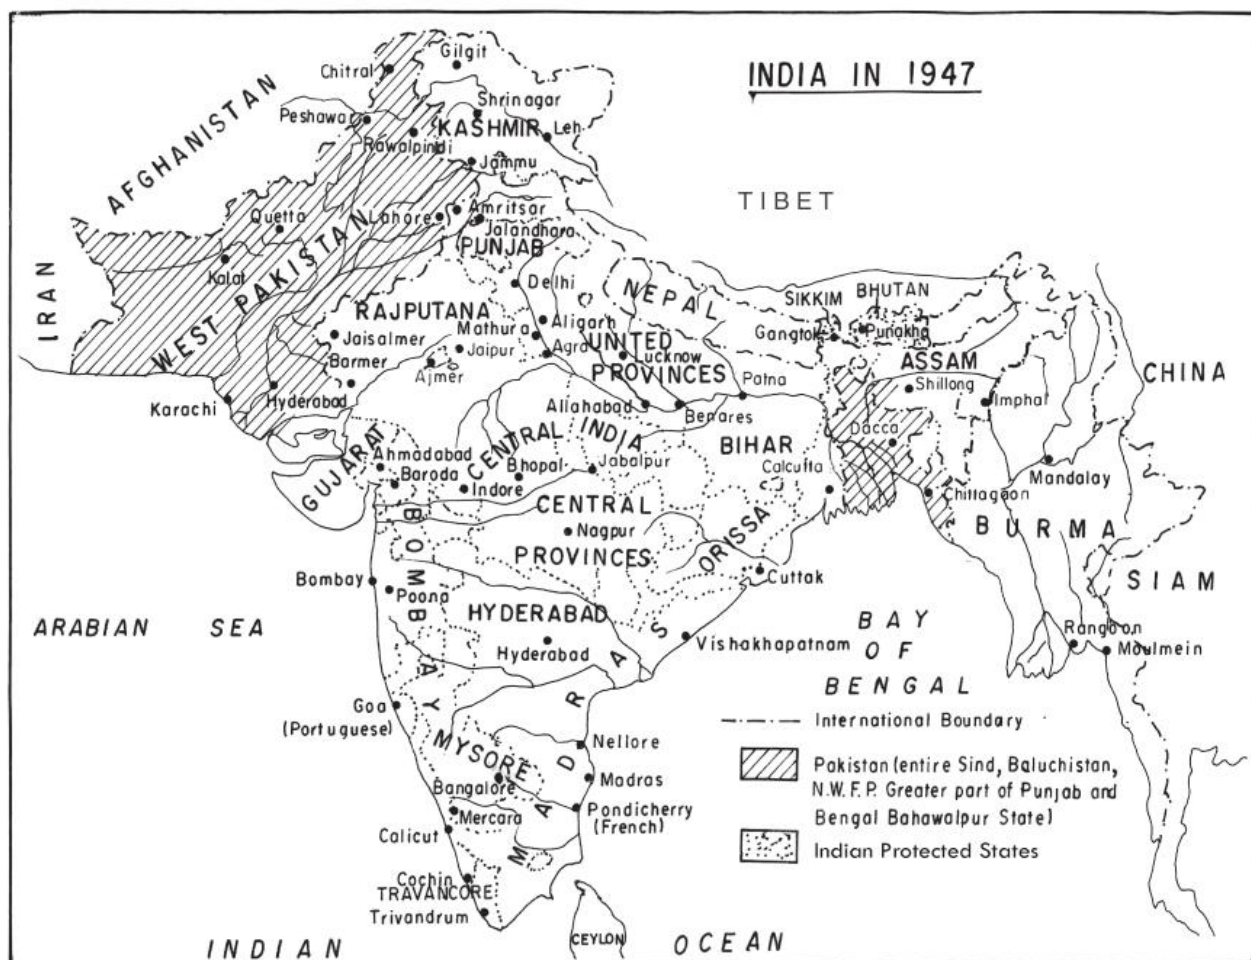 INDIA IN 1947
Gilgit
Chitral
Shrinagar
Peshawar
KASHMIR
Leh
Rawalpindi
Jammu
AFGHANISTAN
TIBET
Amritsar
Lahore
Quetta
Jalandhara
PUNJAB
Kalat
IRAN
WEST PAKISTAN
Delhi
NEPAL
SIKKIM
BHUTAN
RAJPUTANA
Gangtok
Punakha
Jaisalmer
Mathura
Aligarh
UNITED
PROVINCES
Jaipur
Agra
Lucknow
ASSAM
Barmer
Ajmer
Patna
Shillong
CHINA
Karachi
Hyderabad
Allahabad
Benares
Imphal
GUJARAT
CENTRAL INDIA
BIHAR
Dacca
Ahmadabad
Baroda
Bhopal
Jabalpur
Calcutta
Mandalay
Indore
Chittagoon
CENTRAL
PROVINCES
Nagpur
ORISSA
BURMA
SIAM
BOMBAY
Bombay
Poona
Cuttak
HYDERABAD
Hyderabad
Vishakhapatnam
ARABIAN SEA
BAY
OF
BENGAL
Rangoon
Moulmein
MADRAS
Goa
(Portuguese)
MYSORE
Nellore
Bangalore
Madras
Mercara
Pondicherry
(French)
Calicut
Cochin
TRAVANCORE
Trivandrum
CEYLON
INDIAN OCEAN
International Boundary
Pakistan (entire Sind, Baluchistan,
N.W.F.P. Greater part of Punjab and
Bengal Bahawalpur State)
Indian Protected States